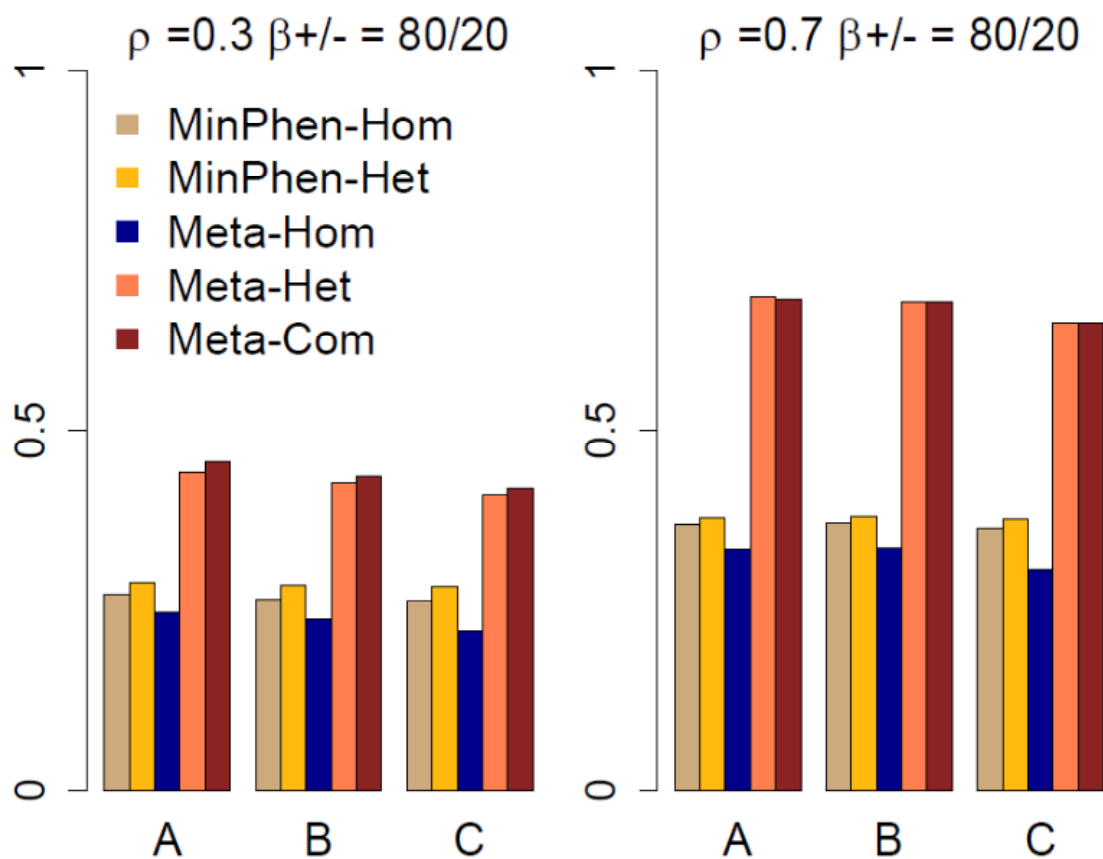 ρ =0.3 β+/- = 80/20
1
0.5
0
MinPhen-Hom
MinPhen-Het
Meta-Hom
Meta-Het
Meta-Com
A B C
ρ =0.7 β+/- = 80/20
1
0.5
0
A B C